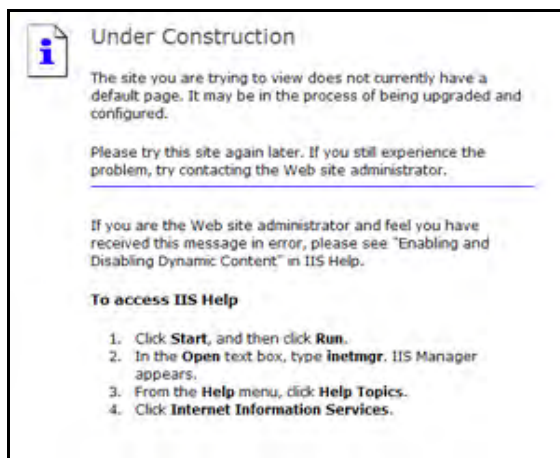 Under Construction
The site you are trying to view does not currently have a
default page. It may be in the process of being upgraded and
configured.
Please try this site again later. If you still experience the
problem, try contacting the Web site administrator.
If you are the Web site administrator and feel you have
received this message in error, please see "Enabling and
Disabling Dynamic Content" in IIS Help.
To access IIS Help
1. Click Start, and then click Run.
2. In the Open text box, type inetmgr. IIS Manager
appears.
3. From the Help menu, click Help Topics.
4. Click Internet Information Services.